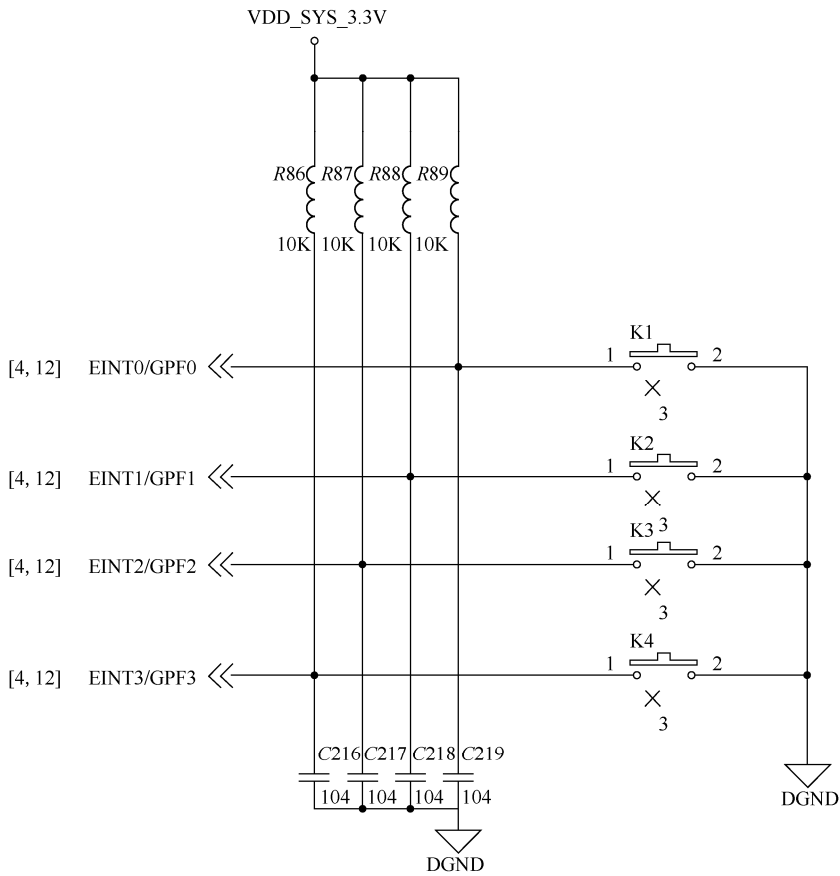 VDD_SYS_3.3V
R86 R87 R88 R89
10K 10K 10K 10K
K1
[4, 12] EINT0/GPF0 1 2
3
K2
[4, 12] EINT1/GPF1 1 2
3
K3
[4, 12] EINT2/GPF2 1 2
3
K4
[4, 12] EINT3/GPF3 1 2
3
C216 C217 C218 C219
104 104 104 104
DGND
DGND